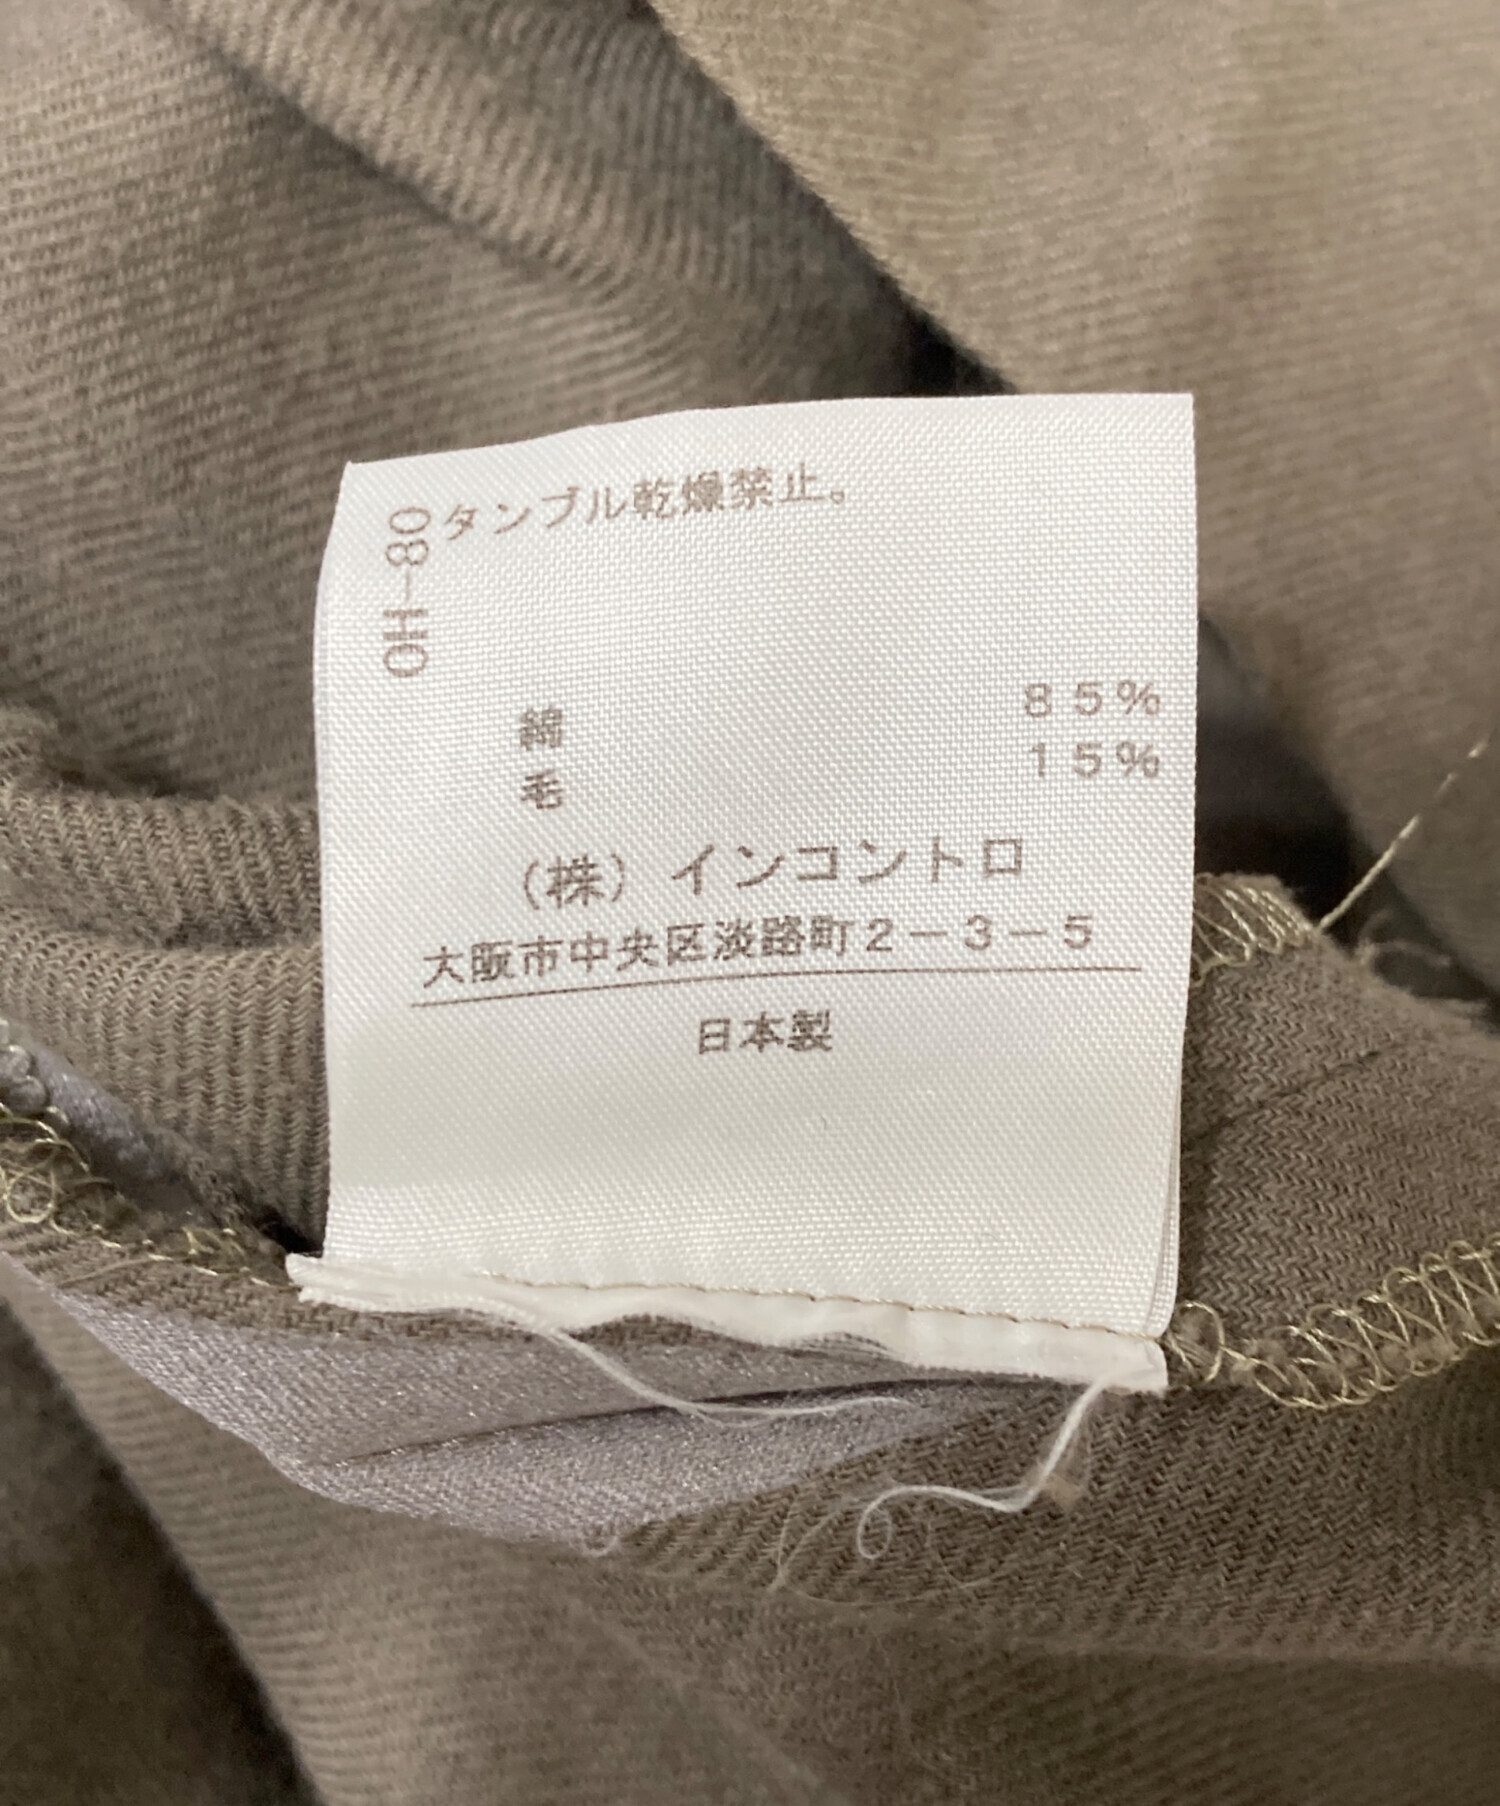 タンブル乾燥禁止。
OH-80
綿 85%
毛 15%
(株) インコントロ
大阪市中央区淡路町2-3-5
日本製